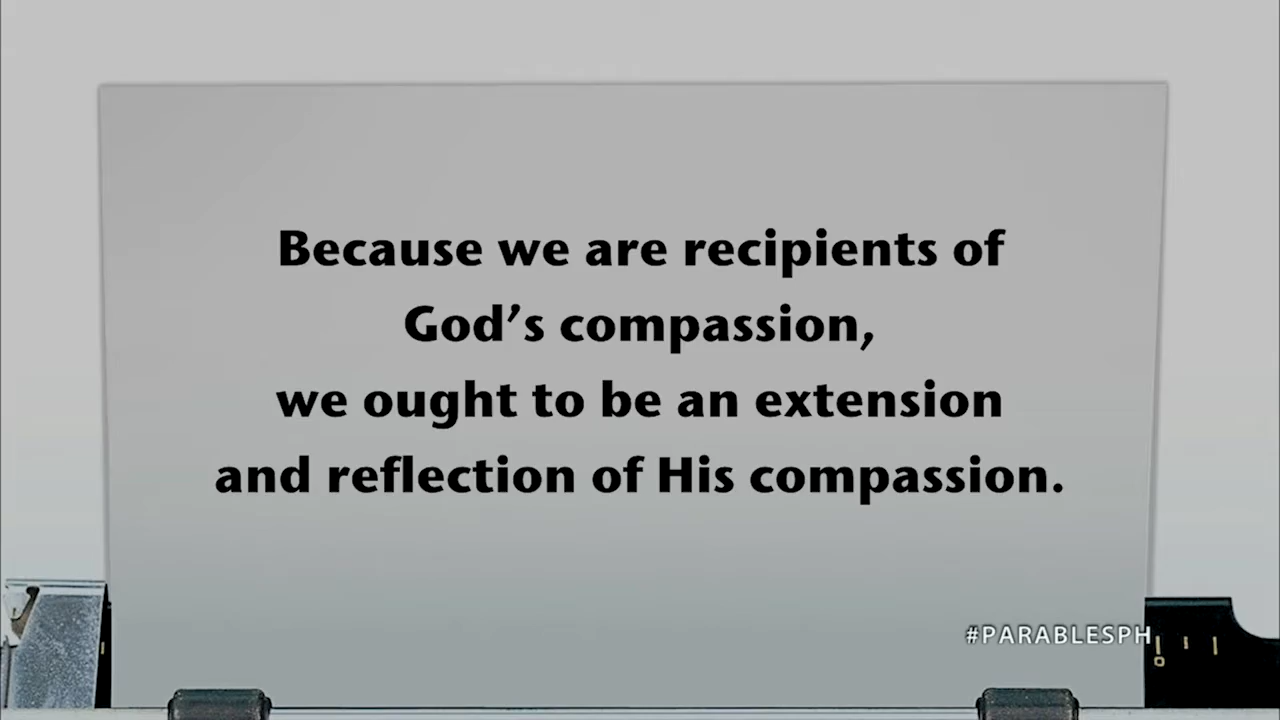 Because we are recipients of
God’s compassion,
we ought to be an extension
and reflection of His compassion.
#PARABLESPH